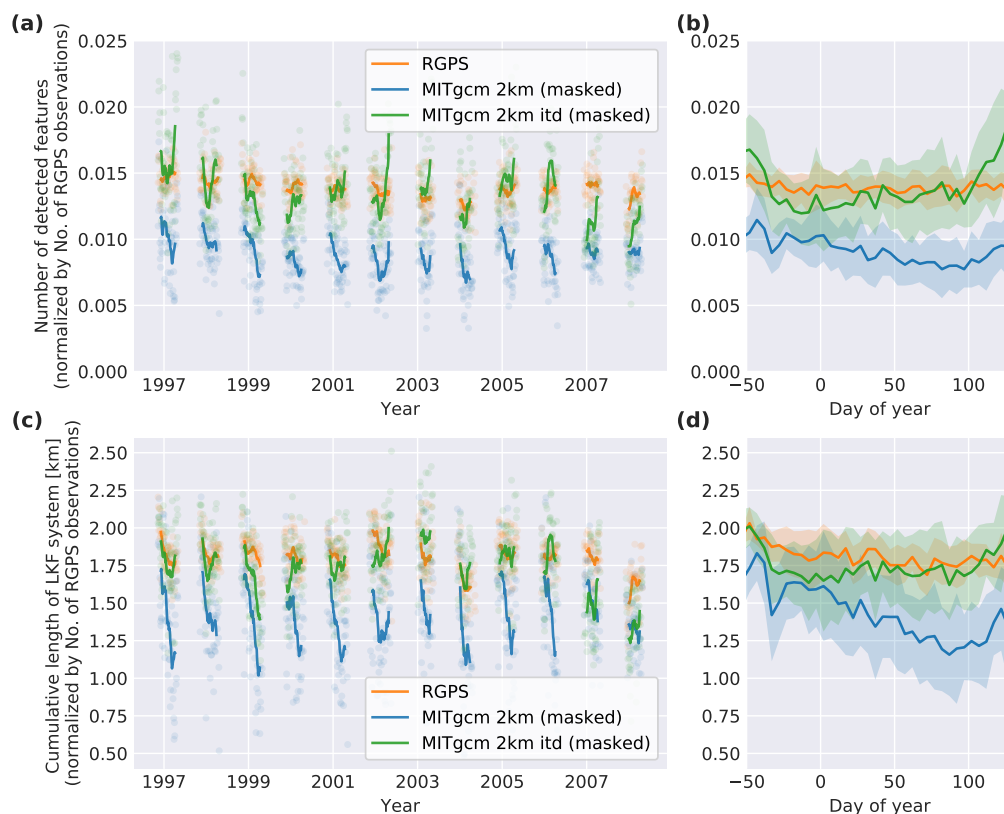 (a)
Number of detected features
(normalized by No. of RGPS observations)
0.025
0.020
0.015
0.010
0.005
0.000
RGPS
MITgcm 2km (masked)
MITgcm 2km itd (masked)
1997
1999
2001
2003
2005
2007
Year
(b)
0.025
0.020
0.015
0.010
0.005
0.000
−50
0
50
100
Day of year
(c)
Cumulative length of LKF system [km]
(normalized by No. of RGPS observations)
2.50
2.25
2.00
1.75
1.50
1.25
1.00
0.75
0.50
RGPS
MITgcm 2km (masked)
MITgcm 2km itd (masked)
1997
1999
2001
2003
2005
2007
Year
(d)
2.50
2.25
2.00
1.75
1.50
1.25
1.00
0.75
0.50
−50
0
50
100
Day of year